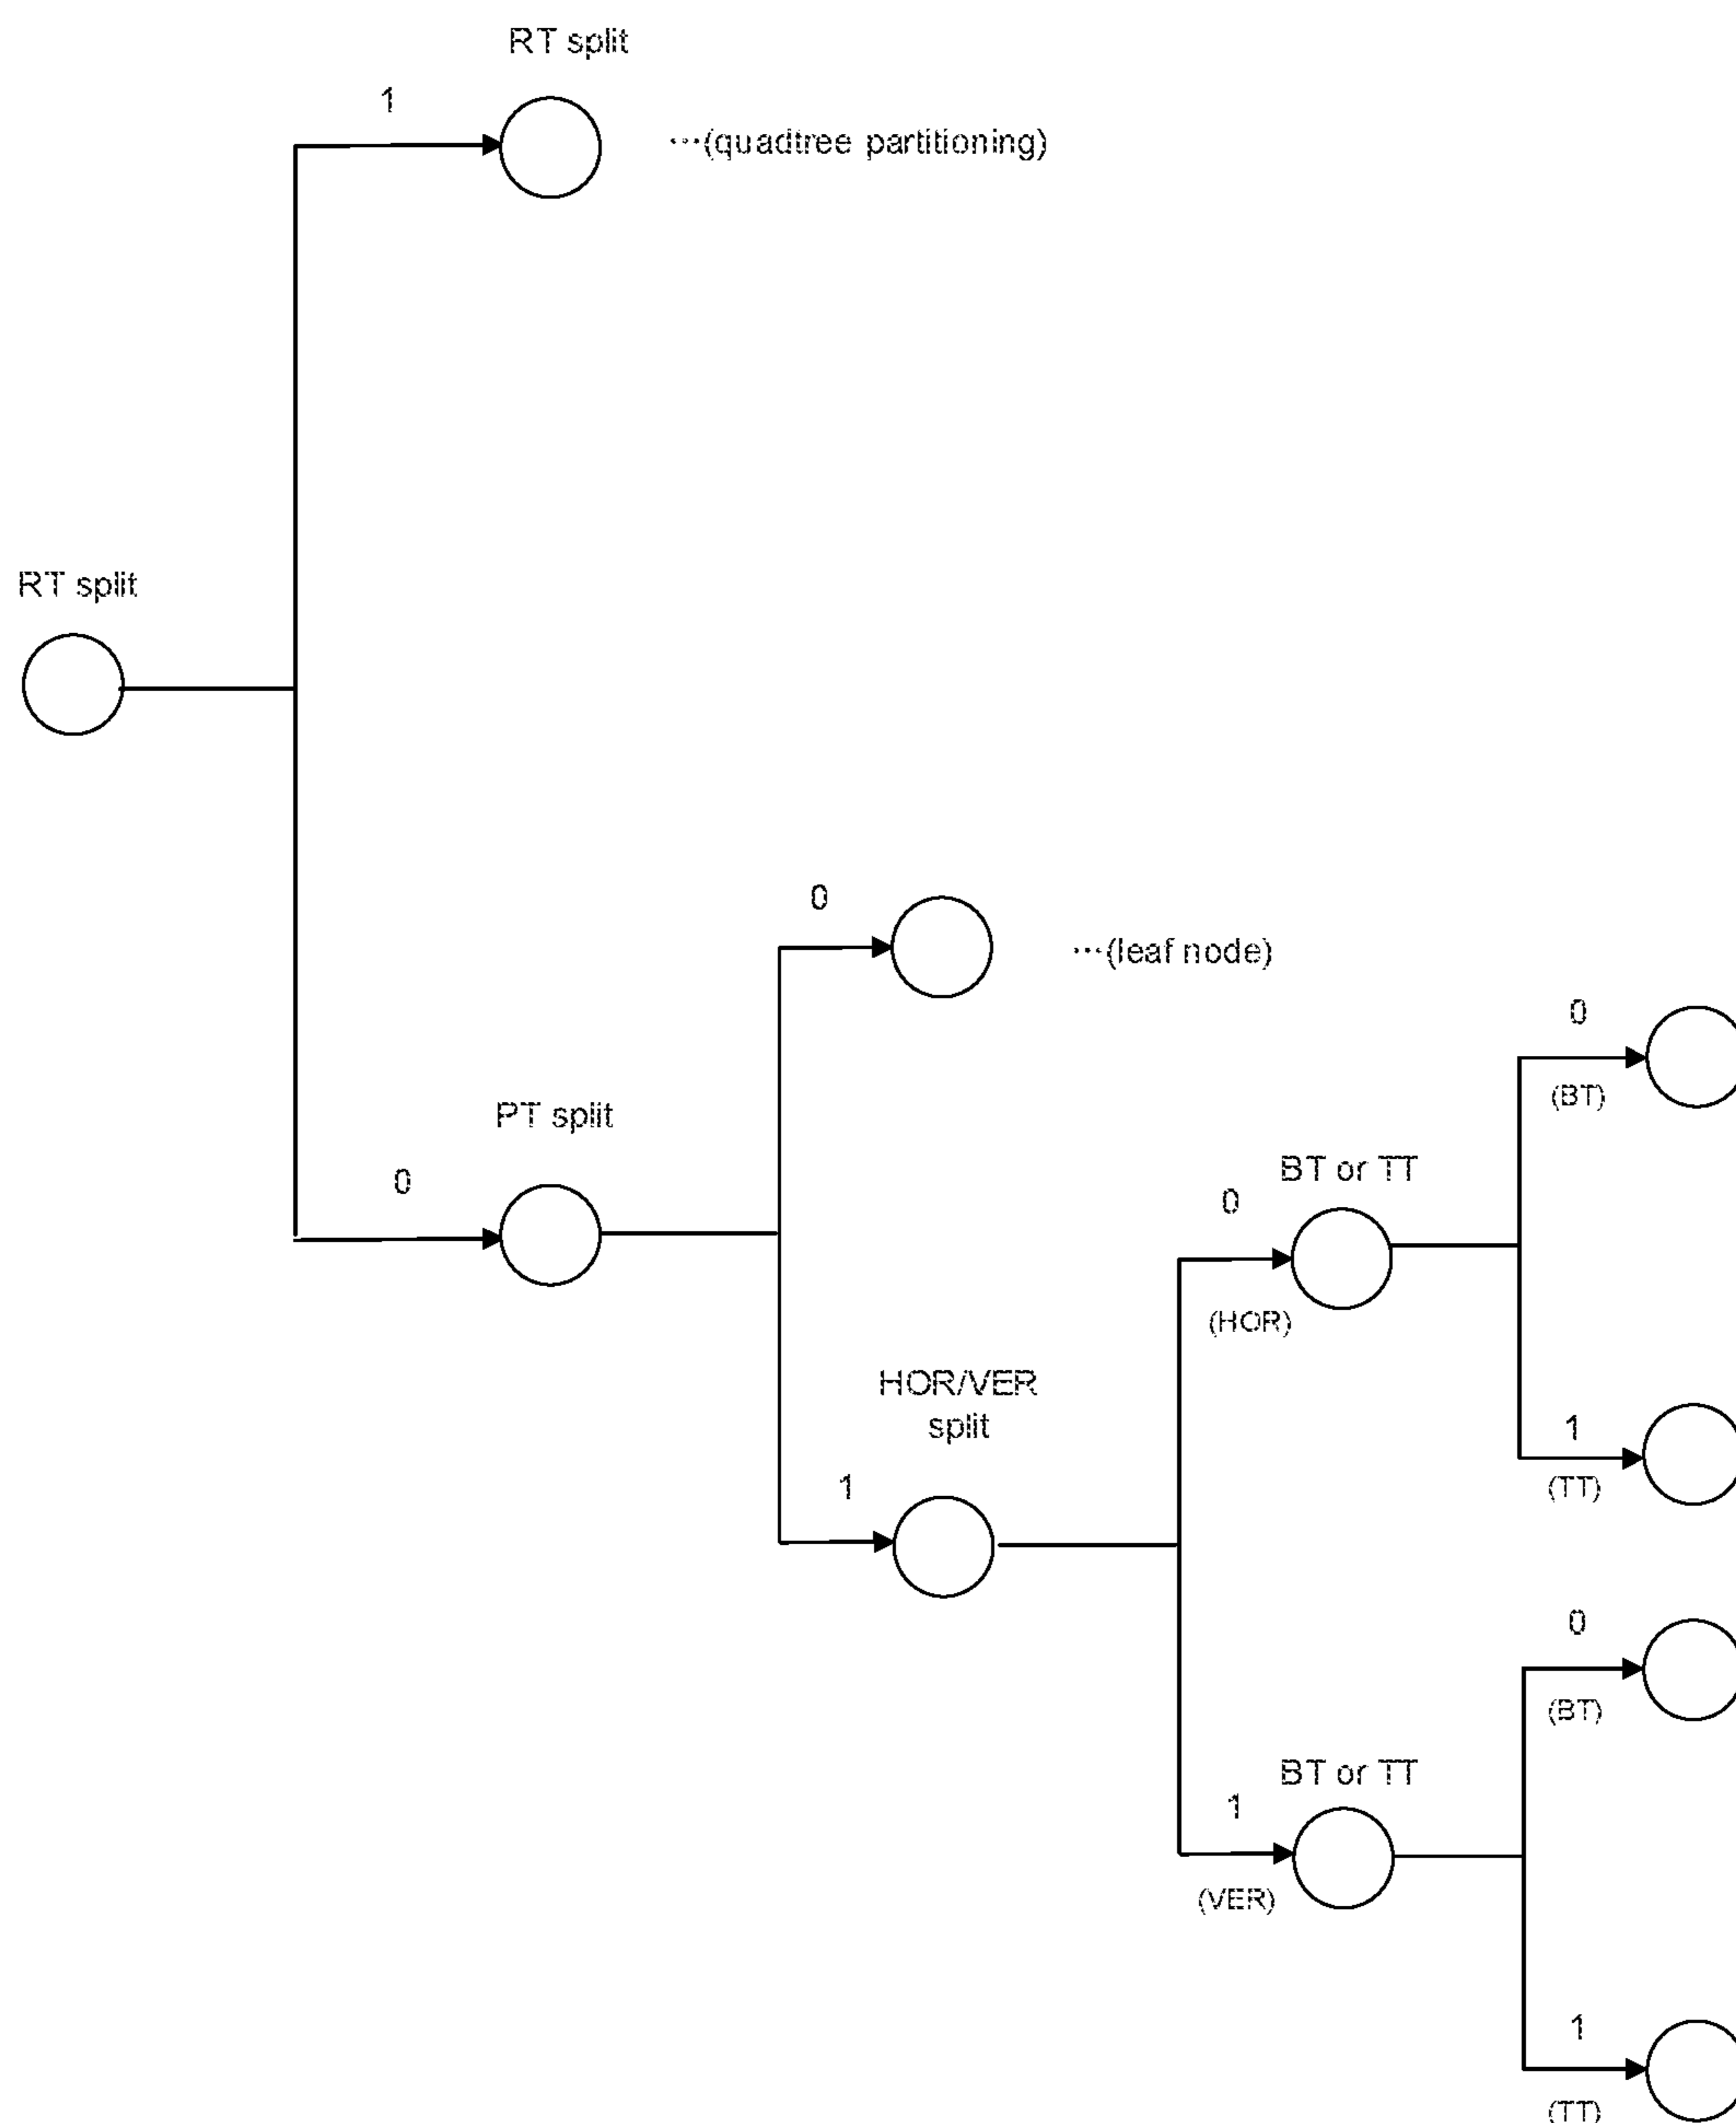 RT split
1
···(quadtree partitioning)
RT split
0
···(leaf node)
0
(BT)
PT split
BT or TT
0
0
(HOR)
HOR/VER
split
1
(TT)
1
0
(BT)
BT or TT
1
(VER)
1
(TT)